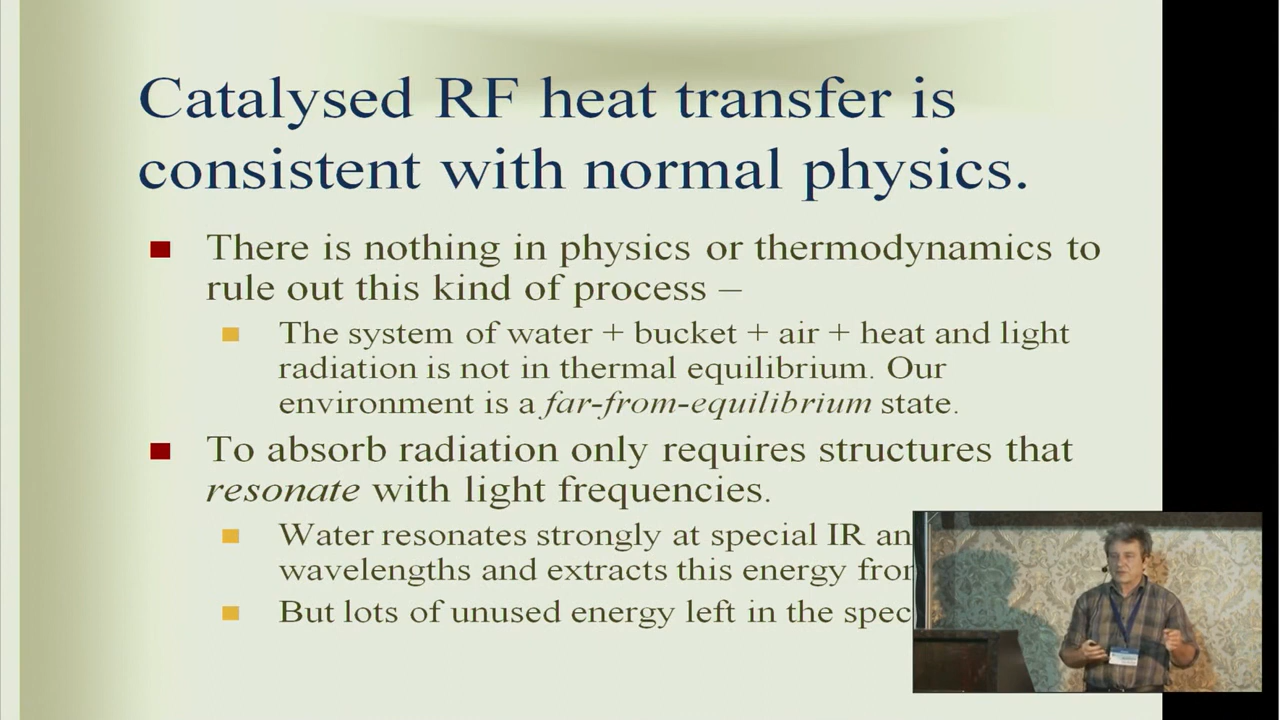 Catalysed RF heat transfer is
consistent with normal physics.
There is nothing in physics or thermodynamics to
rule out this kind of process –
The system of water + bucket + air + heat and light
radiation is not in thermal equilibrium. Our
environment is a far-from-equilibrium state.
To absorb radiation only requires structures that
resonate with light frequencies.
Water resonates strongly at special IR
wavelengths and extracts this energy
But lots of unused energy left in the